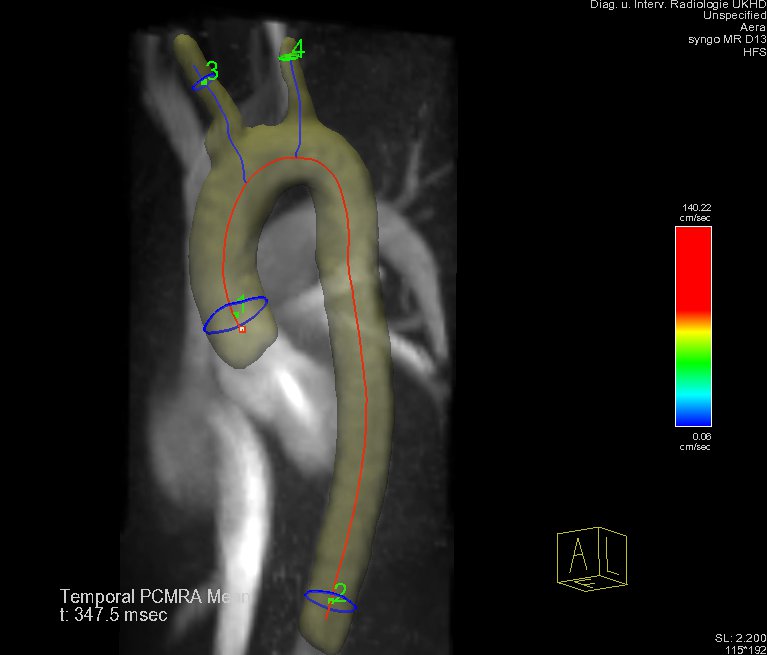 Diag. u. Interv. Radiologie UKHD
Unspecified
Aera
syngo MR D13
HFS
4
3
140.22
cm/sec
1
0.06
cm/sec
A L
2
Temporal PCMRA Mean
t: 347.5 msec
SL: 2.200
115*192